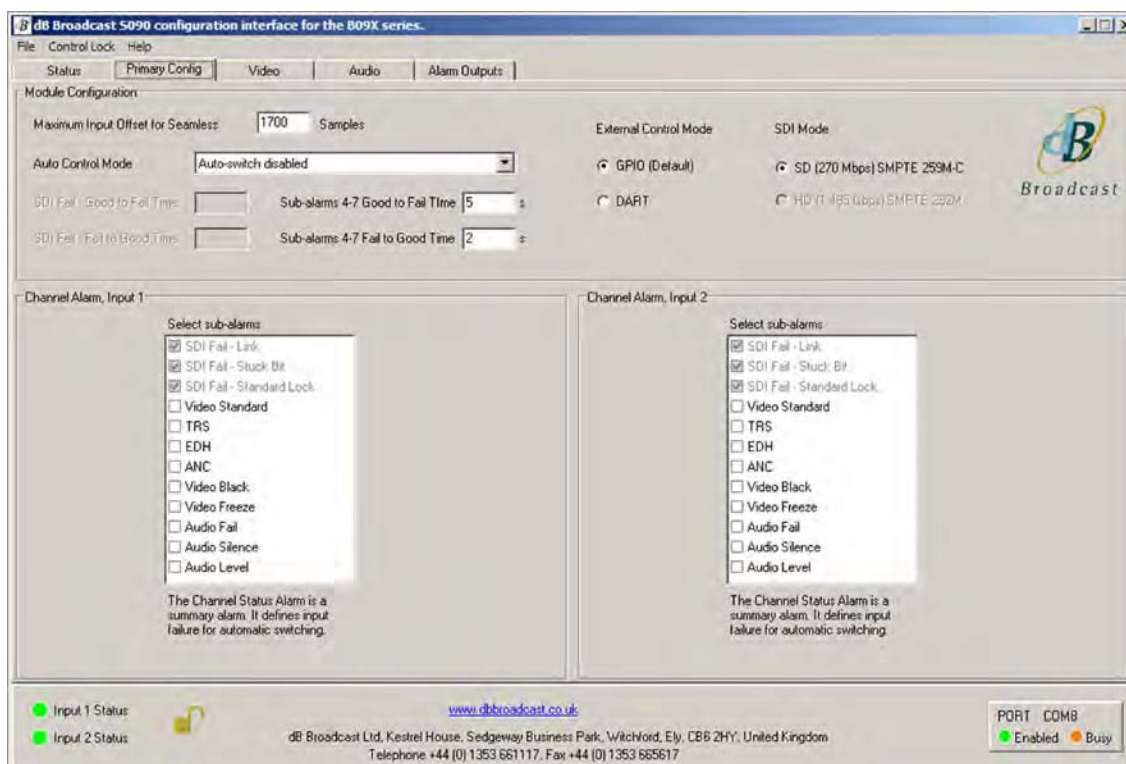 dB Broadcast S090 configuration interface for the B09X series.
File Control Lock Help
Status Primary Config Video Audio Alarm Outputs
Module Configuration
Maximum Input Offset for Seamless 1700 Samples
External Control Mode SDI Mode
Auto Control Mode Auto-switch disabled
GPIO (Default) SD (270 Mbps) SMPTE 259M-C
dB Broadcast
SDI Fail - Good to Fail Time Sub-alarms 4-7 Good to Fail TIme 5 s
DART HD (1.485 Gbps) SMPTE 292M
SDI Fail - Fail to Good Time Sub-alarms 4-7 Fail to Good Time 2 s
Channel Alarm, Input 1
Select sub-alarms
SDI Fail - Link
SDI Fail - Stuck Bit
SDI Fail - Standard Lock
Video Standard
TRS
EDH
ANC
Video Black
Video Freeze
Audio Fail
Audio Silence
Audio Level
The Channel Status Alarm is a
summary alarm. It defines input
failure for automatic switching.
Channel Alarm, Input 2
Select sub-alarms
SDI Fail - Link
SDI Fail - Stuck Bit
SDI Fail - Standard Lock
Video Standard
TRS
EDH
ANC
Video Black
Video Freeze
Audio Fail
Audio Silence
Audio Level
The Channel Status Alarm is a
summary alarm. It defines input
failure for automatic switching.
Input 1 Status
Input 2 Status
www.dbbroadcast.co.uk
dB Broadcast Ltd, Kestrel House, Sedgeway Business Park, Witchford, Ely, CB6 2HY, United Kingdom
Telephone +44 (0) 1353 661117, Fax +44 (0) 1353 665617
PORT COM8
Enabled Busy